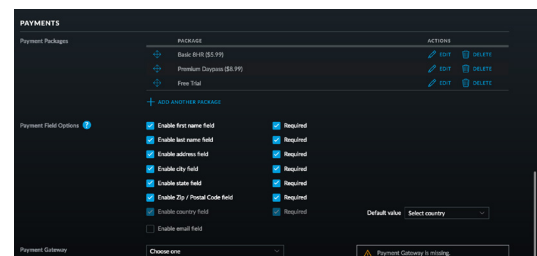 PAYMENTS
Payment Packages
PACKAGE ACTIONS
Basic 8HR ($5.99) EDIT DELETE
Premium Daypass ($8.99) EDIT DELETE
Free Trial EDIT DELETE
+ ADD ANOTHER PACKAGE
Payment Field Options ?
Enable first name field Required
Enable last name field Required
Enable address field Required
Enable city field Required
Enable state field Required
Enable Zip / Postal Code field Required
Enable country field Required Default value Select country
Enable email field
Payment Gateway Choose one Payment Gateway is missing.